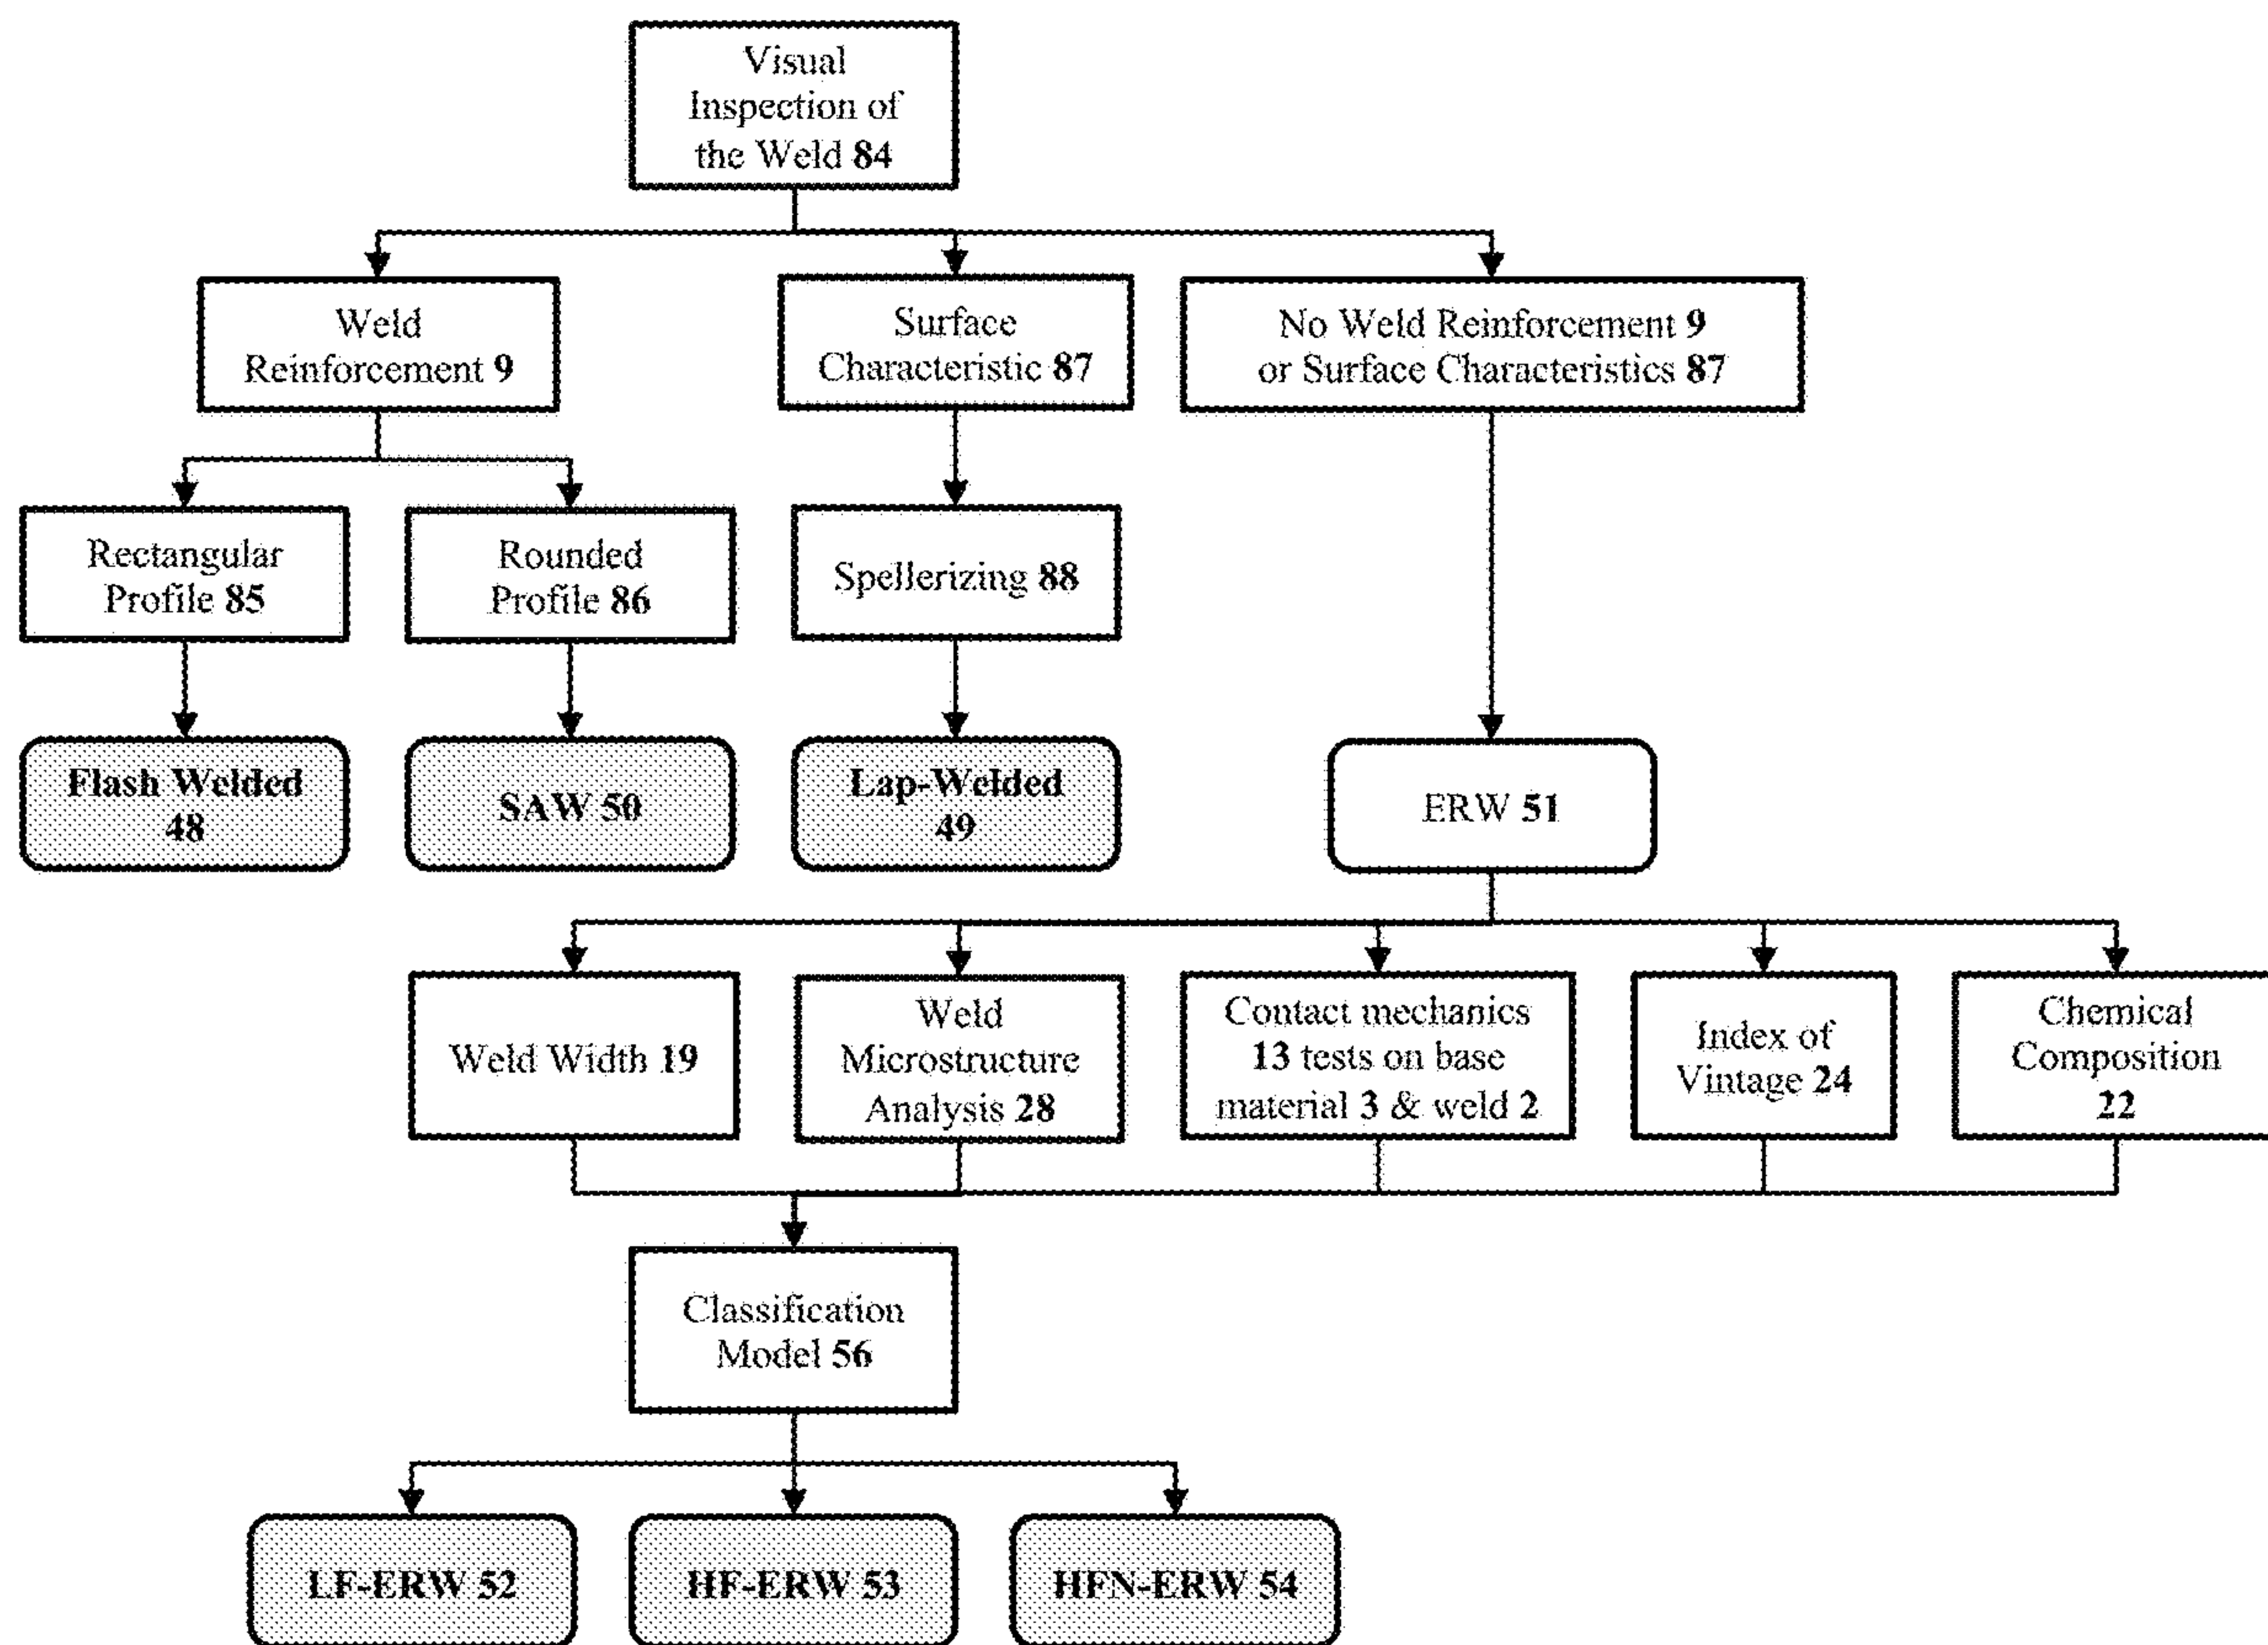 Visual
Inspection of
the Weld 84
Weld
Reinforcement 9
Surface
Characteristic 87
No Weld Reinforcement 9
or Surface Characteristics 87
Rectangular
Profile 85
Rounded
Profile 86
Spellerizing 88
Flash Welded
48
SAW 50
Lap-Welded
49
ERW 51
Weld Width 19
Weld
Microstructure
Analysis 28
Contact mechanics
13 tests on base
material 3 & weld 2
Index of
Vintage 24
Chemical
Composition
22
Classification
Model 56
LF-ERW 52
HF-ERW 53
HFN-ERW 54